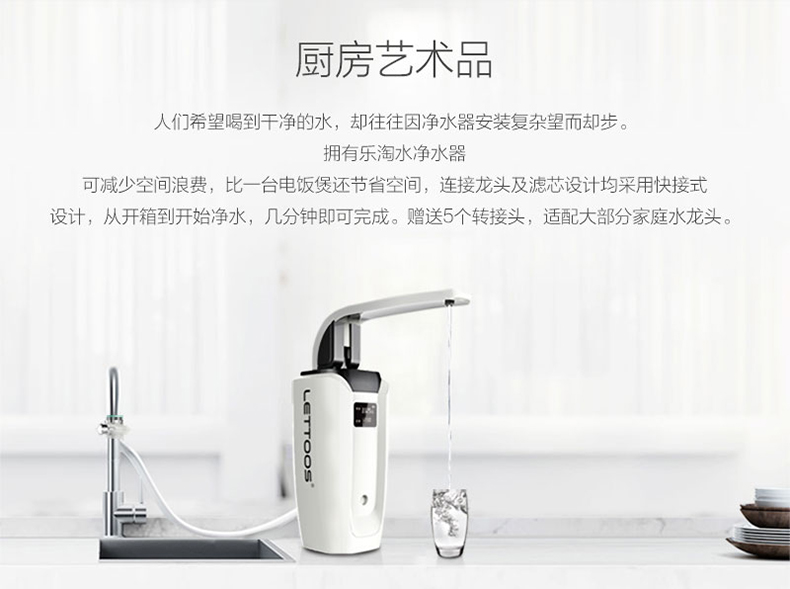 厨房艺术品
人们希望喝到干净的水，却往往因净水器安装复杂望而却步。
拥有乐淘水净水器
可减少空间浪费，比一台电饭煲还节省空间，连接龙头及滤芯设计均采用快接式
设计，从开箱到开始净水，几分钟即可完成。赠送5个转接头，适配大部分家庭水龙头。
LETTOOS®